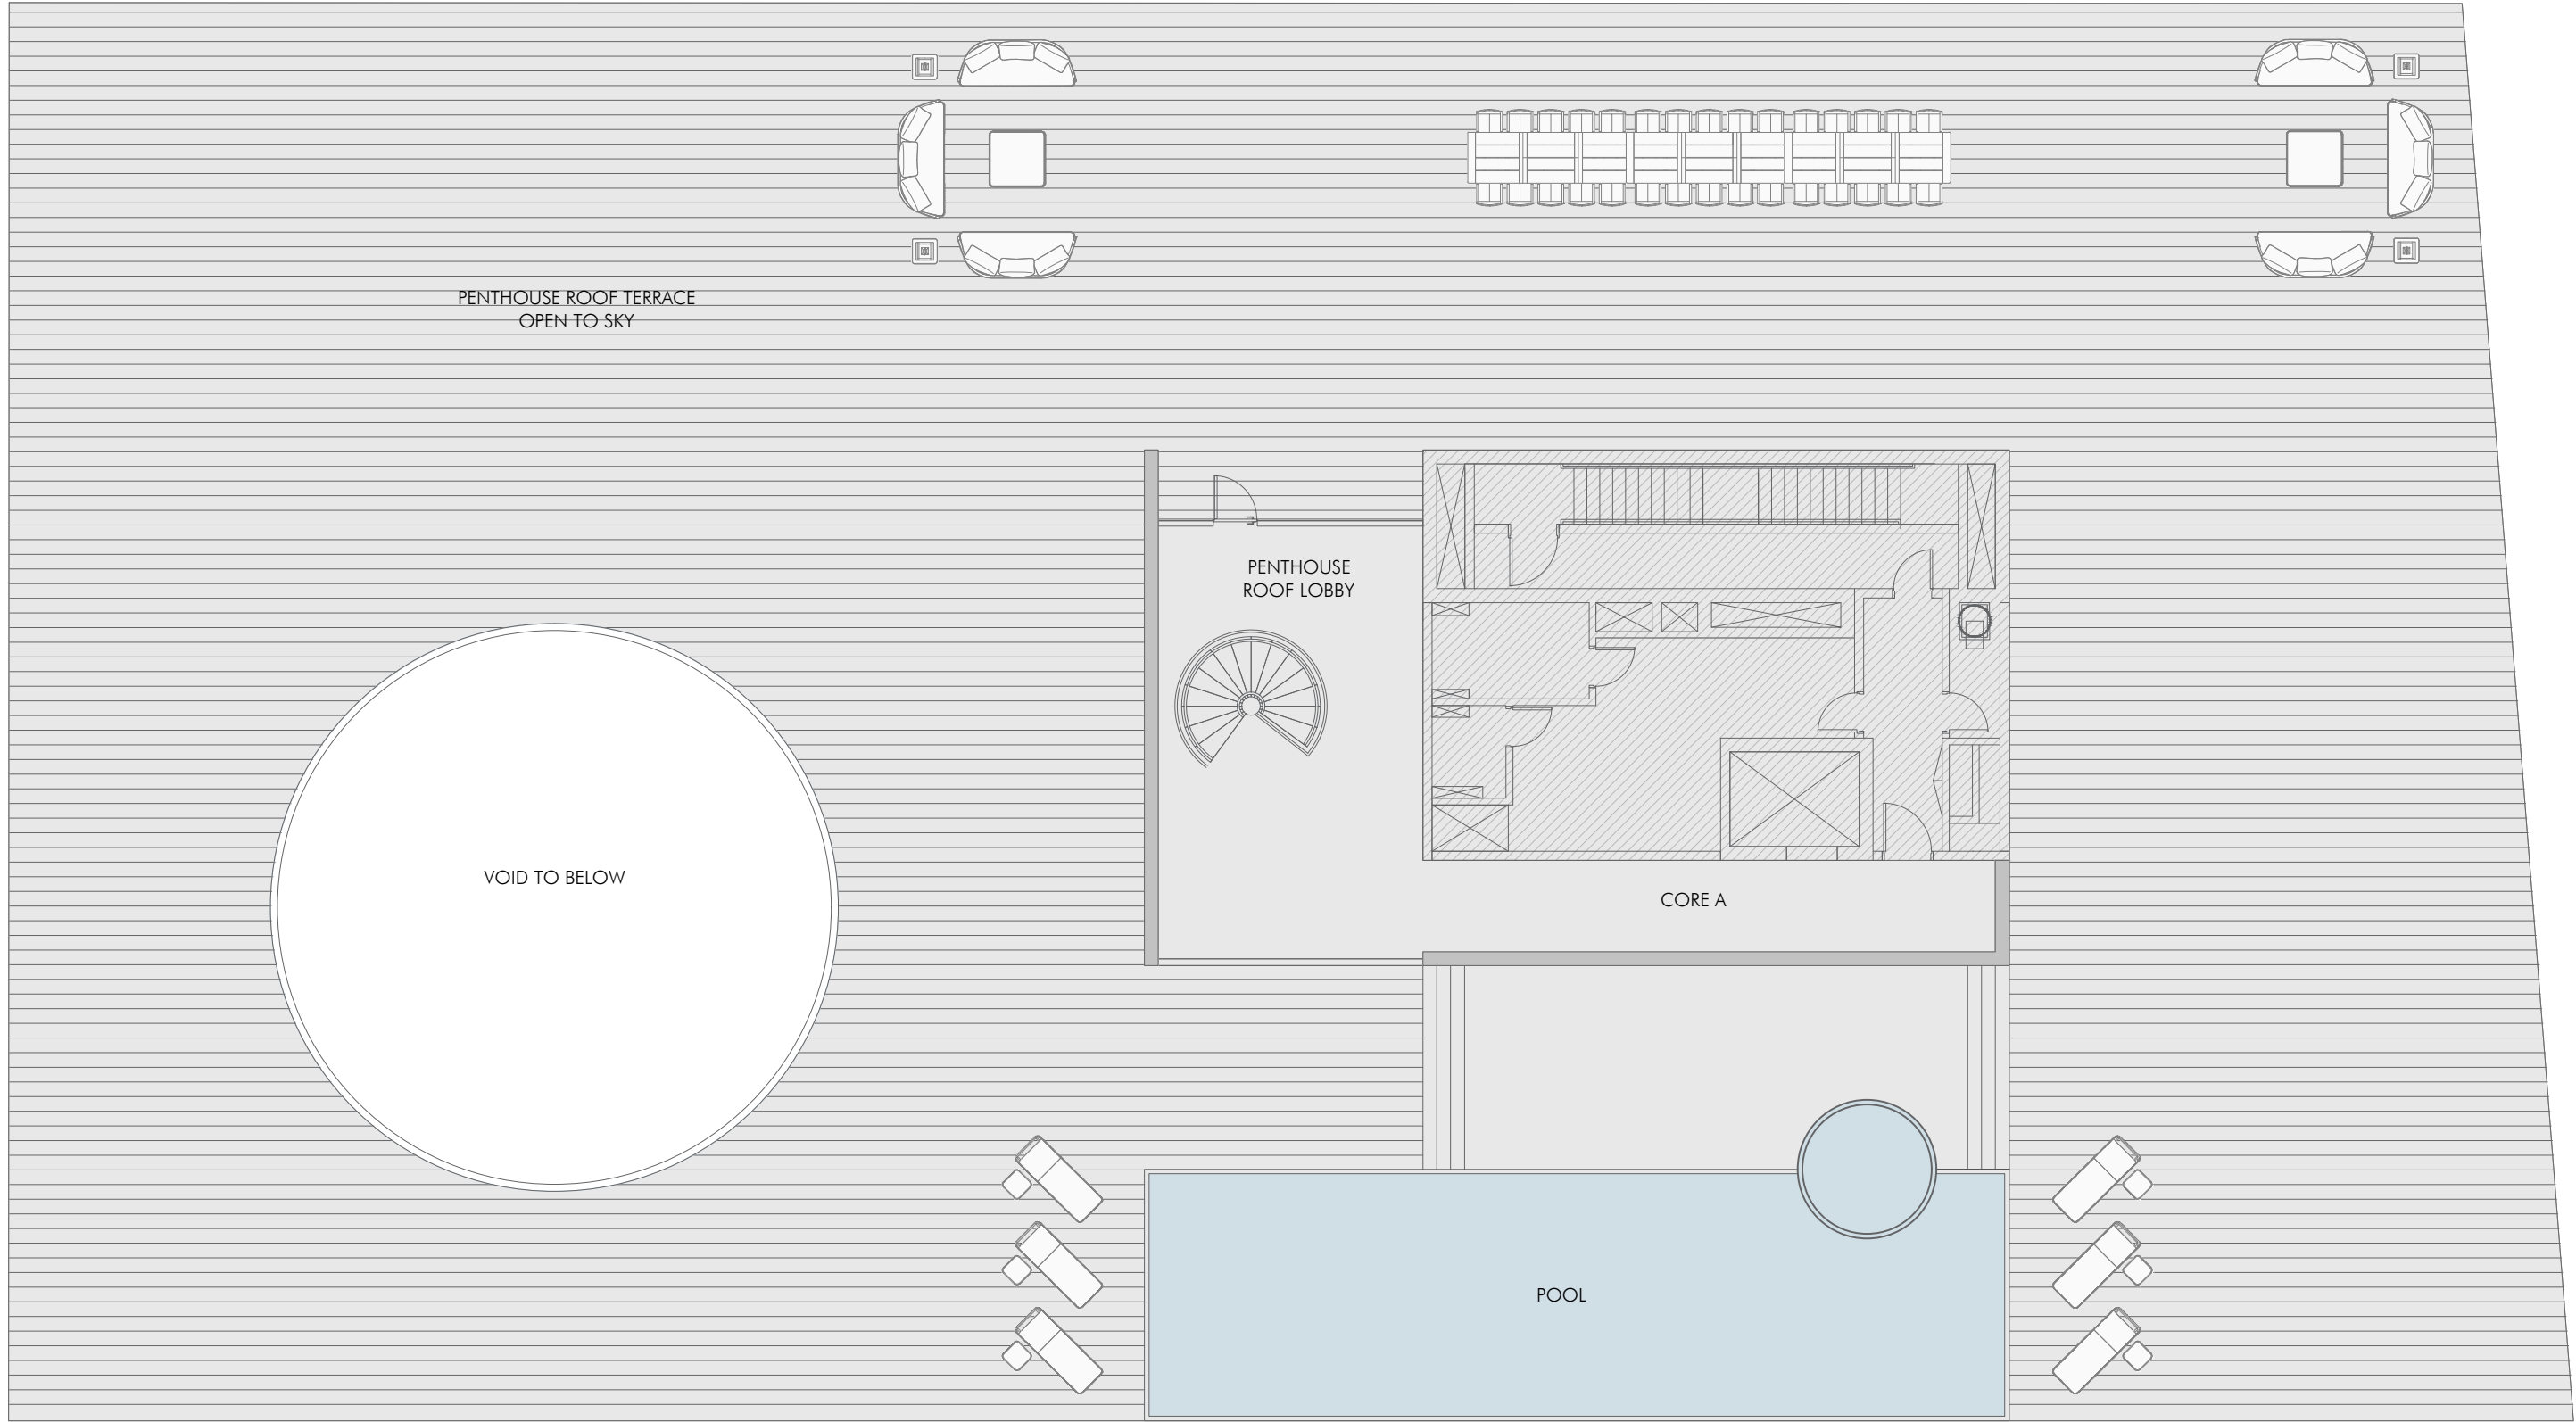 PENTHOUSE ROOF TERRACE
OPEN TO SKY
PENTHOUSE
ROOF LOBBY
VOID TO BELOW
CORE A
POOL